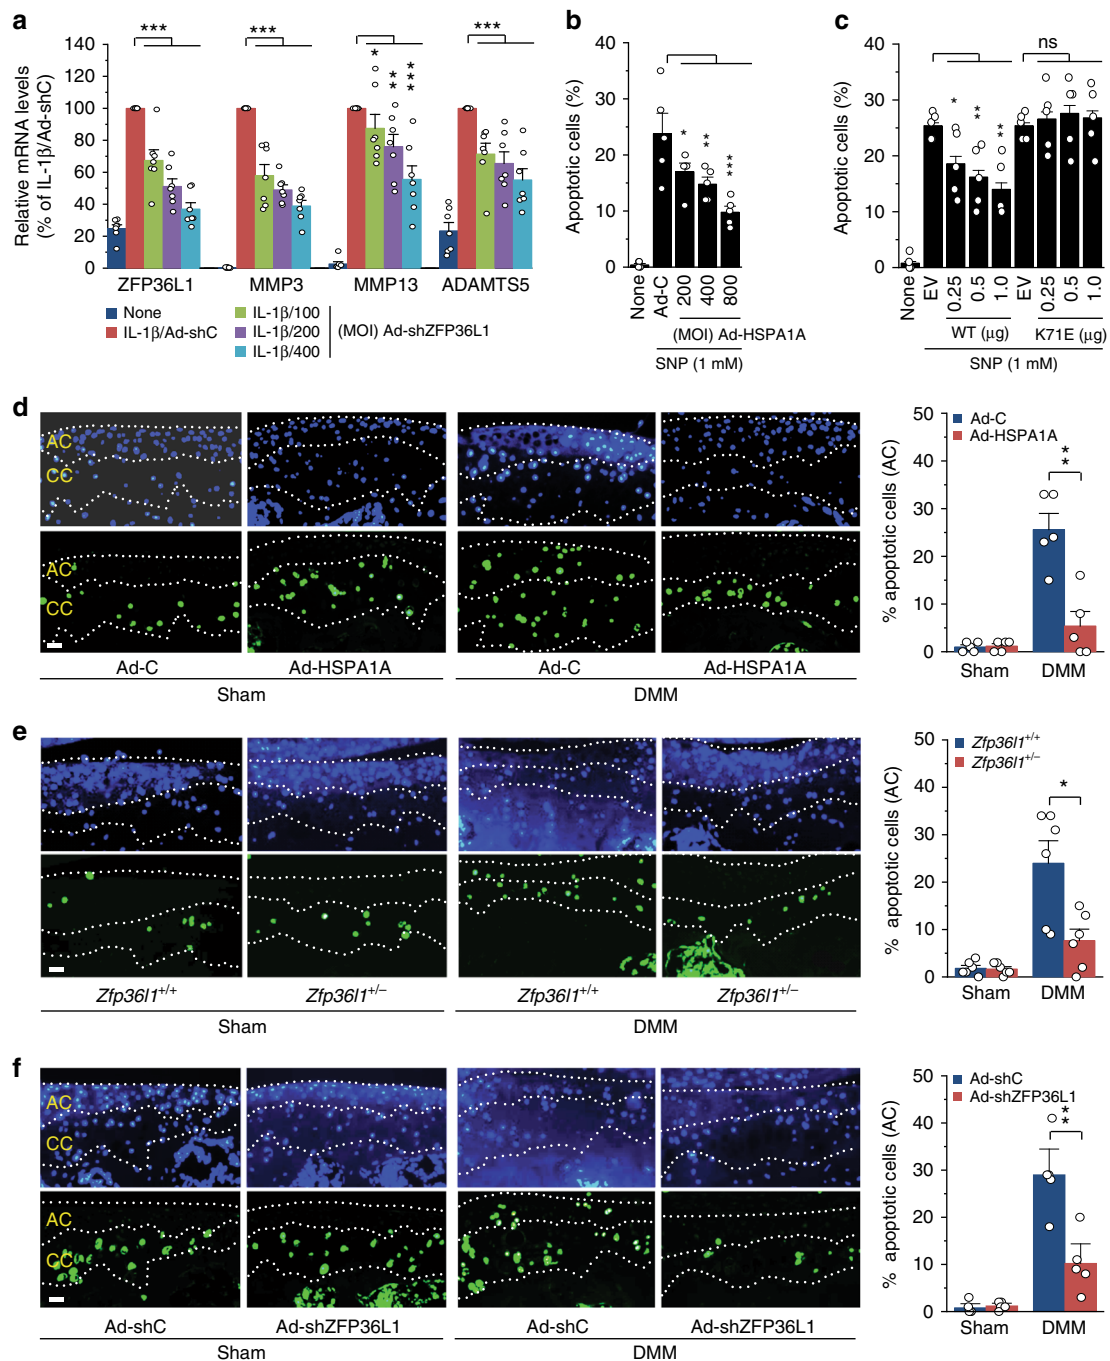 a
Relative mRNA levels
(% of IL-1β/Ad-shC)
140
120
100
80
60
40
20
0
***
***
*
**
***
***
ZFP36L1
MMP3
MMP13
ADAMTS5
None
IL-1β/Ad-shC
IL-1β/100
IL-1β/200
IL-1β/400
(MOI) Ad-shZFP36L1
b
Apoptotic cells (%)
40
30
20
10
0
*
**
***
None
Ad-C
200
400
800
(MOI) Ad-HSPA1A
SNP (1 mM)
c
Apoptotic cells (%)
40
30
20
10
0
*
**
**
ns
None
EV
0.25
0.5
1.0
EV
0.25
0.5
1.0
WT (μg)
K71E (μg)
SNP (1 mM)
d
AC
CC
AC
CC
Ad-C
Ad-HSPA1A
Ad-C
Ad-HSPA1A
Sham
DMM
% apoptotic cells (AC)
50
40
30
20
10
0
Ad-C
Ad-HSPA1A
**
Sham
DMM
e
Zfp36l1+/+
Zfp36l1+/–
Zfp36l1+/+
Zfp36l1+/–
Sham
DMM
% apoptotic cells (AC)
50
40
30
20
10
0
Zfp36l1+/+
Zfp36l1+/–
*
Sham
DMM
f
AC
CC
AC
CC
Ad-shC
Ad-shZFP36L1
Ad-shC
Ad-shZFP36L1
Sham
DMM
% apoptotic cells (AC)
50
40
30
20
10
0
Ad-shC
Ad-shZFP36L1
**
Sham
DMM